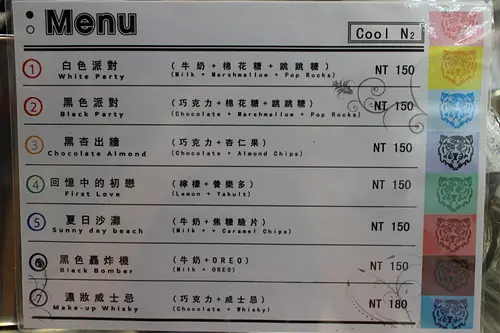 Menu
Cool N2
1 白色派對 (牛奶+棉花糖+跳跳糖) NT 150
White Party (Milk + Marshmallow + Pop Rocks)
2 黑色派對 (巧克力+棉花糖+跳跳糖) NT 150
Black Party (Chocolate + Marshmallow + Pop Rocks)
3 黑杏出牆 (巧克力+杏仁果) NT 150
Chocolate Almond (Chocolate + Almond Chips)
4 回憶中的初戀 (檸檬+養樂多) NT 150
First Love (Lemon + Yakult)
5 夏日沙灘 (牛奶+焦糖脆片) NT 150
Sunny day beach (Milk + + Caramel Chips)
6 黑色轟炸機 (牛奶+OREO) NT 150
Black Bomber (Milk + OREO)
7 濃妝威士忌 (巧克力+威士忌) NT 180
Make-up Whisky (Chocolate + Whisky)